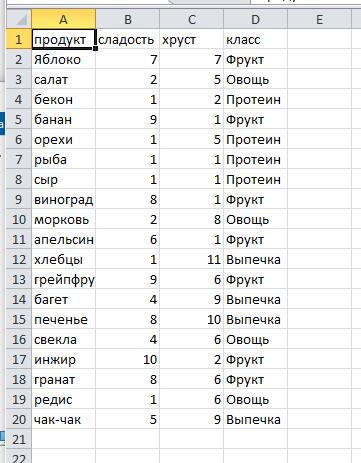 A B C D E
1 продукт сладость хруст класс
2 Яблоко 7 7 Фрукт
3 салат 2 5 Овощь
4 бекон 1 2 Протеин
5 банан 9 1 Фрукт
6 орехи 1 5 Протеин
7 рыба 1 1 Протеин
8 сыр 1 1 Протеин
9 виноград 8 1 Фрукт
10 морковь 2 8 Овощь
11 апельсин 6 1 Фрукт
12 хлебцы 1 11 Выпечка
13 грейпфру 9 6 Фрукт
14 багет 4 9 Выпечка
15 печенье 8 10 Выпечка
16 свекла 4 6 Овощь
17 инжир 10 2 Фрукт
18 гранат 8 6 Фрукт
19 редис 1 6 Овощь
20 чак-чак 5 9 Выпечка
21
22